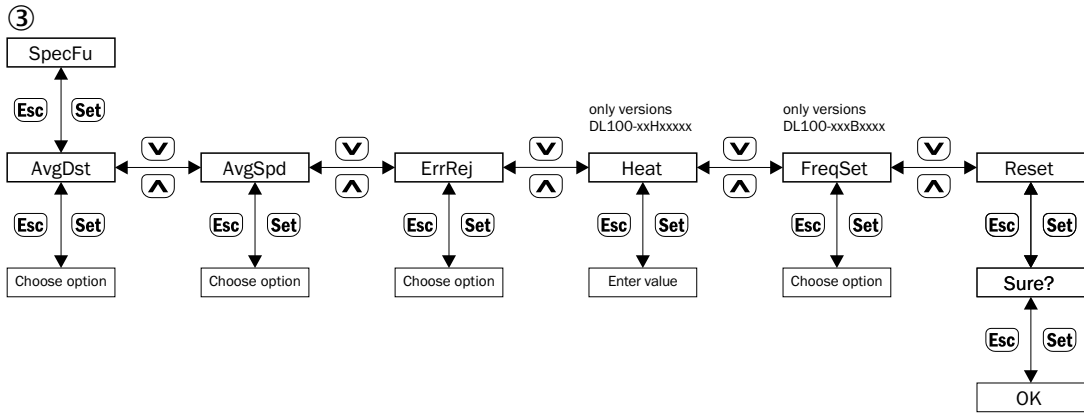 ③
SpecFu
Esc Set
only versions
DL100-xxHxxxxx
only versions
DL100-xxxBxxxx
AvgDst AvgSpd ErrRej Heat FreqSet Reset
Esc Set Esc Set Esc Set Esc Set Esc Set Esc Set
Choose option Choose option Choose option Enter value Choose option Sure?
Esc Set
OK